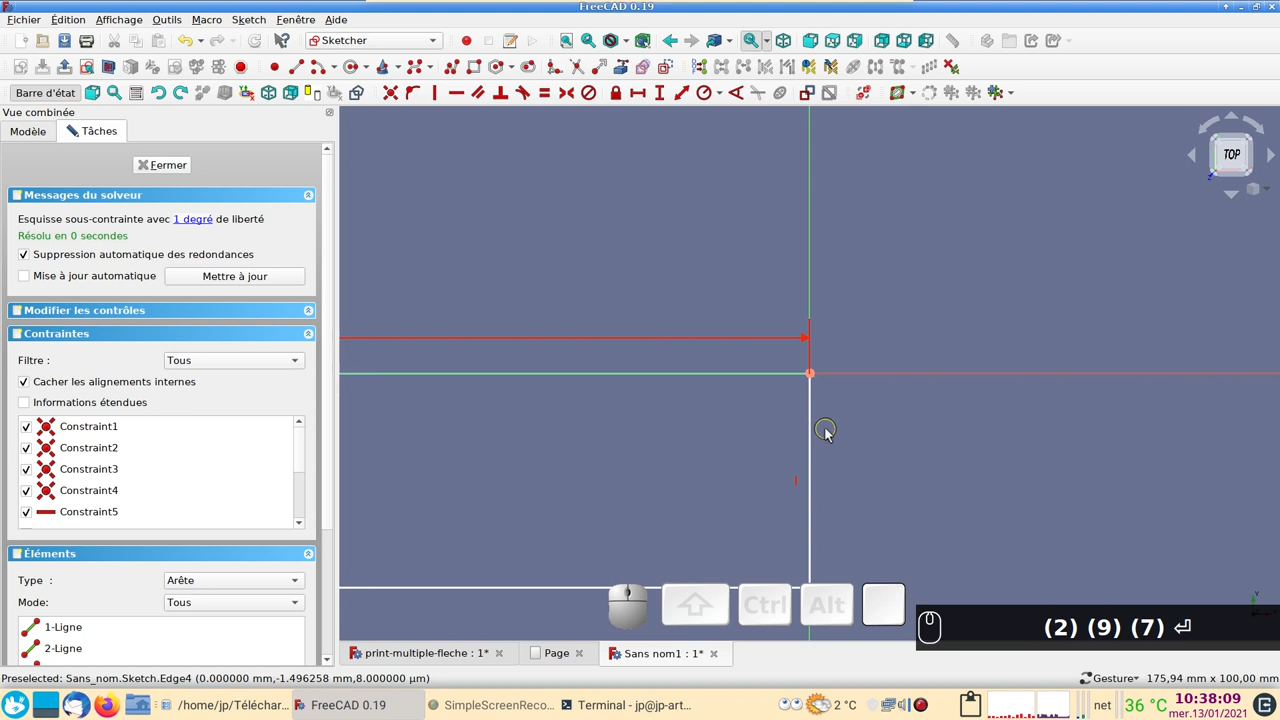 FreeCAD 0.19
Fichier Édition Affichage Outils Macro Sketch Fenêtre Aide
Sketcher
Barre d'état
Vue combinée
Modèle Tâches
Fermer
Messages du solveur
Esquisse sous-contrainte avec 1 degré de liberté
Résolu en 0 secondes
Suppression automatique des redondances
Mise à jour automatique Mettre à jour
Modifier les contrôles
Contraintes
Filtre : Tous
Cacher les alignements internes
Informations étendues
Constraint1
Constraint2
Constraint3
Constraint4
Constraint5
Éléments
Type : Arête
Mode: Tous
1-Ligne
2-Ligne
TOP
Ctrl Alt
(2) (9) (7) ⏎
print-multiple-fleche : 1* Page Sans nom1 : 1*
Preselected: Sans_nom.Sketch.Edge4 (0.000000 mm,-1.496258 mm,8.000000 µm) Gesture 175,94 mm x 100,00 mm
/home/jp/Téléchar... FreeCAD 0.19 SimpleScreenReco... Terminal - jp@jp-art... 2 °C net 36 °C 10:38:09
mer.13/01/2021